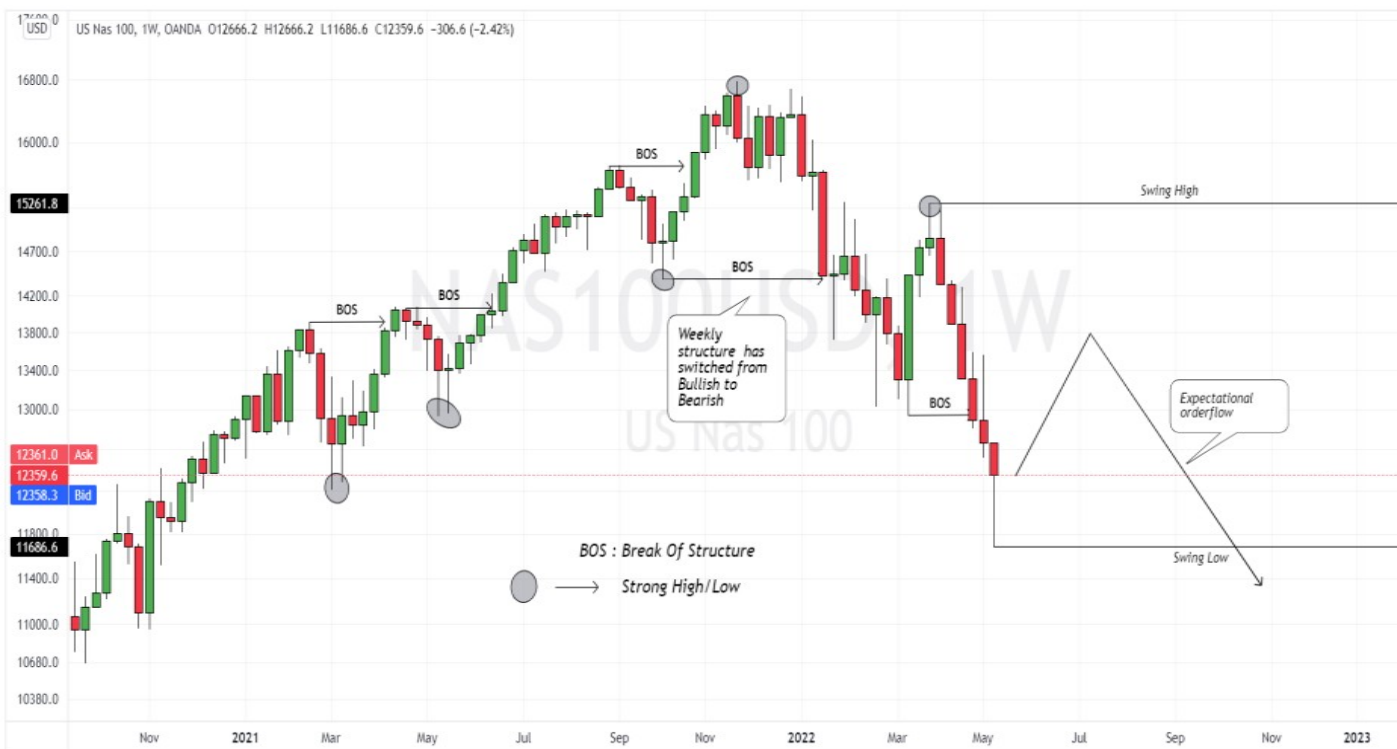 17600.0
USD
US Nas 100, 1W, OANDA O12666.2 H12666.2 L11686.6 C12359.6 −306.6 (−2.42%)
16800.0
16000.0
15261.8
14700.0
14200.0
13800.0
13400.0
13000.0
12361.0 Ask
12359.6
12358.3 Bid
11800.0
11686.6
11400.0
11000.0
10680.0
10380.0
NAS100USD, 1W
US Nas 100
BOS
BOS
BOS
BOS
BOS
Swing High
Weekly
structure has
switched from
Bullish to
Bearish
Expectational
orderflow
Swing Low
BOS : Break Of Structure
Strong High/Low
Nov 2021 Mar May Jul Sep Nov 2022 Mar May Jul Sep Nov 2023